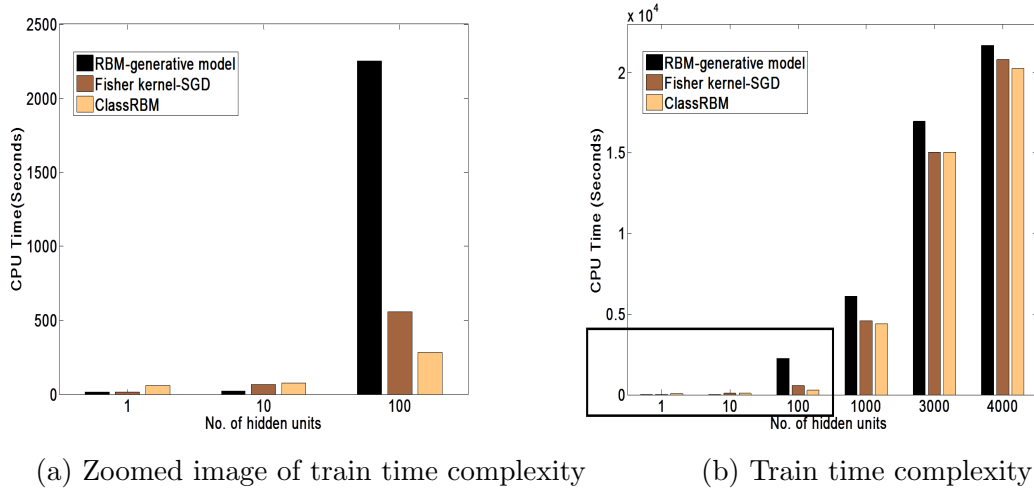 2500
2000
1500
1000
500
0
CPU Time(Seconds)
RBM-generative model
Fisher kernel-SGD
ClassRBM
1 10 100
No. of hidden units
(a) Zoomed image of train time complexity
x 10^4
2
1.5
1
0.5
0
CPU Time (Seconds)
RBM-generative model
Fisher kernel-SGD
ClassRBM
1 10 100 1000 3000 4000
No. of hidden units
(b) Train time complexity